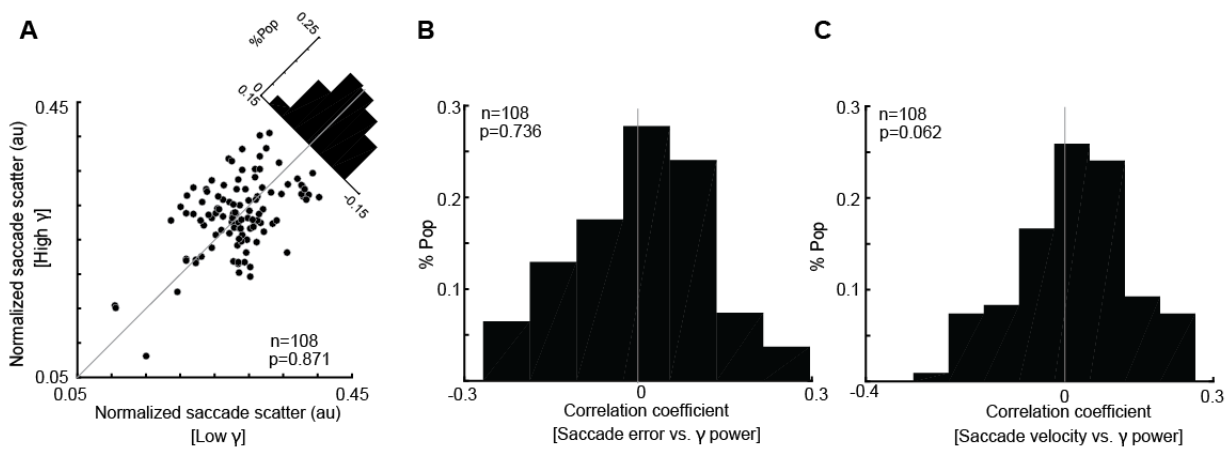 A
%Pop
0.25
0
0.15
-0.15
0.45
Normalized saccade scatter (au)
[High γ]
n=108
p=0.871
0.05
0.05
0.45
Normalized saccade scatter (au)
[Low γ]
B
n=108
p=0.736
0.3
0.2
0.1
% Pop
-0.3
0
0.3
Correlation coefficient
[Saccade error vs. γ power]
C
n=108
p=0.062
0.3
0.2
0.1
% Pop
-0.4
0
0.3
Correlation coefficient
[Saccade velocity vs. γ power]